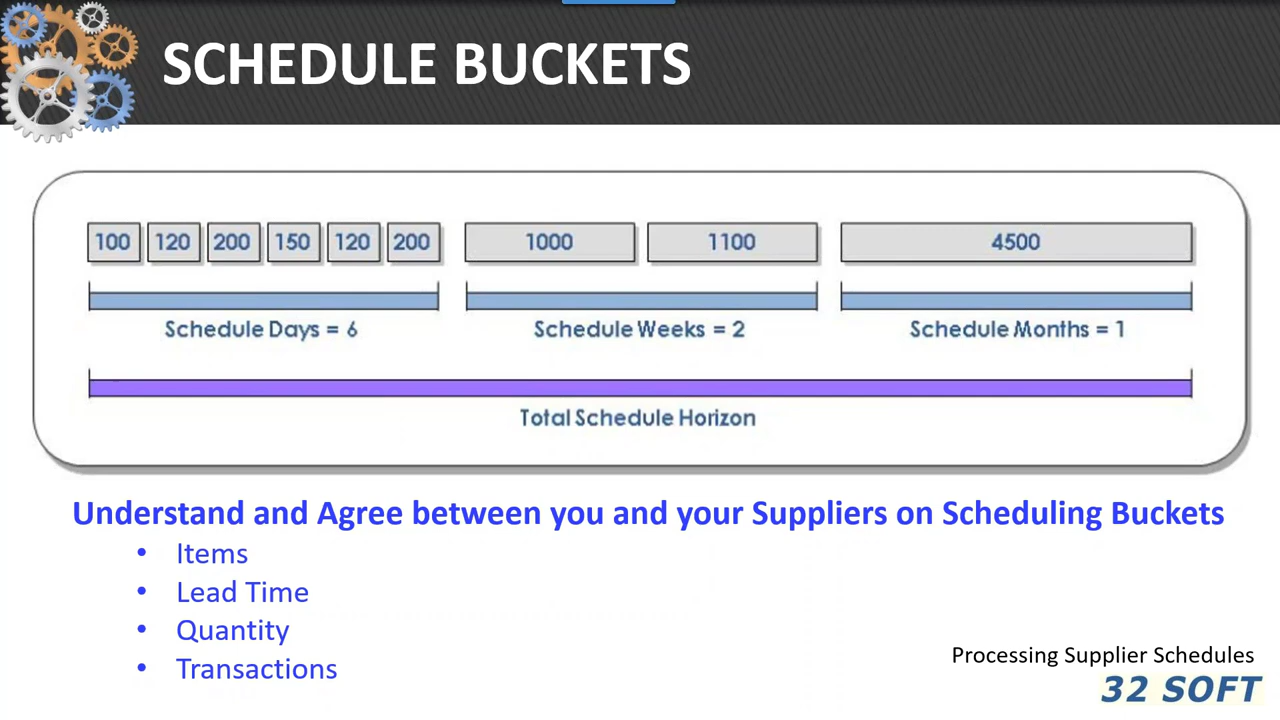 SCHEDULE BUCKETS
100 120 200 150 120 200 1000 1100 4500
Schedule Days = 6 Schedule Weeks = 2 Schedule Months = 1
Total Schedule Horizon
Understand and Agree between you and your Suppliers on Scheduling Buckets
• Items
• Lead Time
• Quantity
• Transactions
Processing Supplier Schedules
32 SOFT